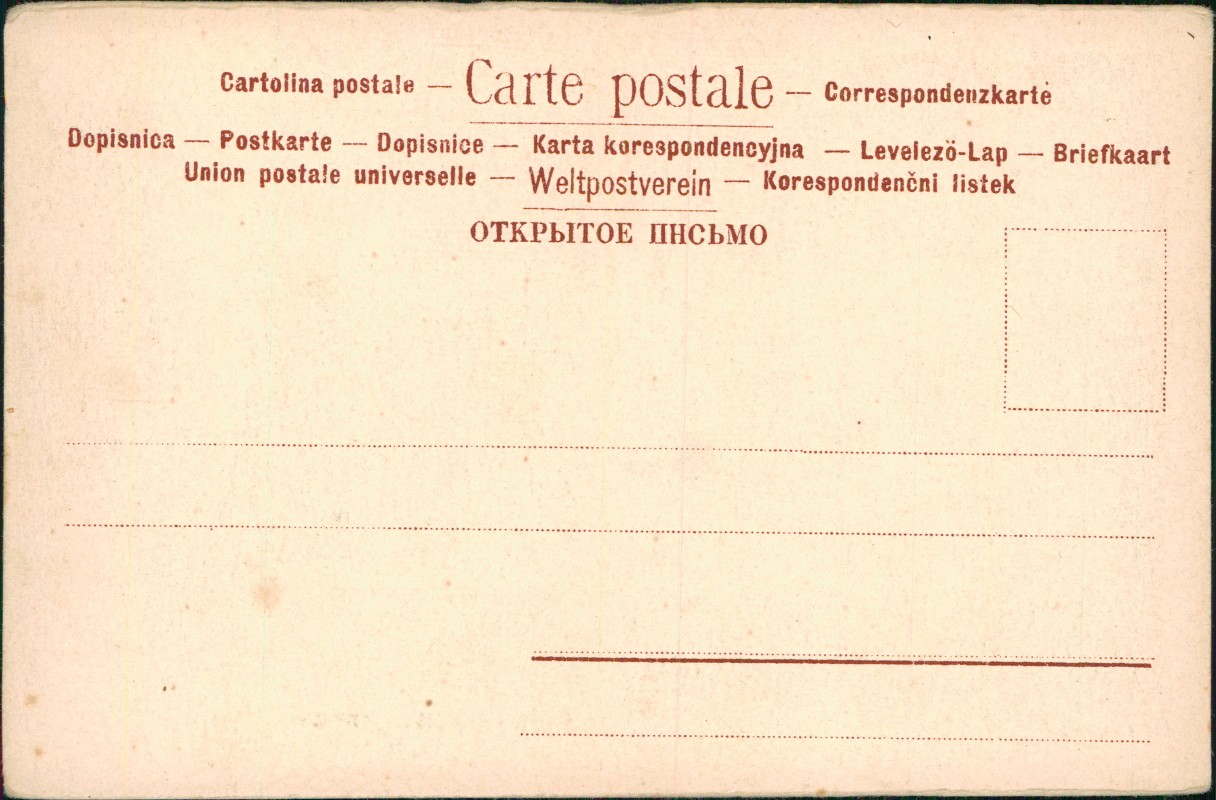 Cartolina postale — Carte postale — Correspondenzkarte
Dopisnica — Postkarte — Dopisnice — Karta korespondencyjna — Levelezö-Lap — Briefkaart
Union postale universelle — Weltpostverein — Korespondenčni listek
ОТКРЫТОЕ ПИСЬМО